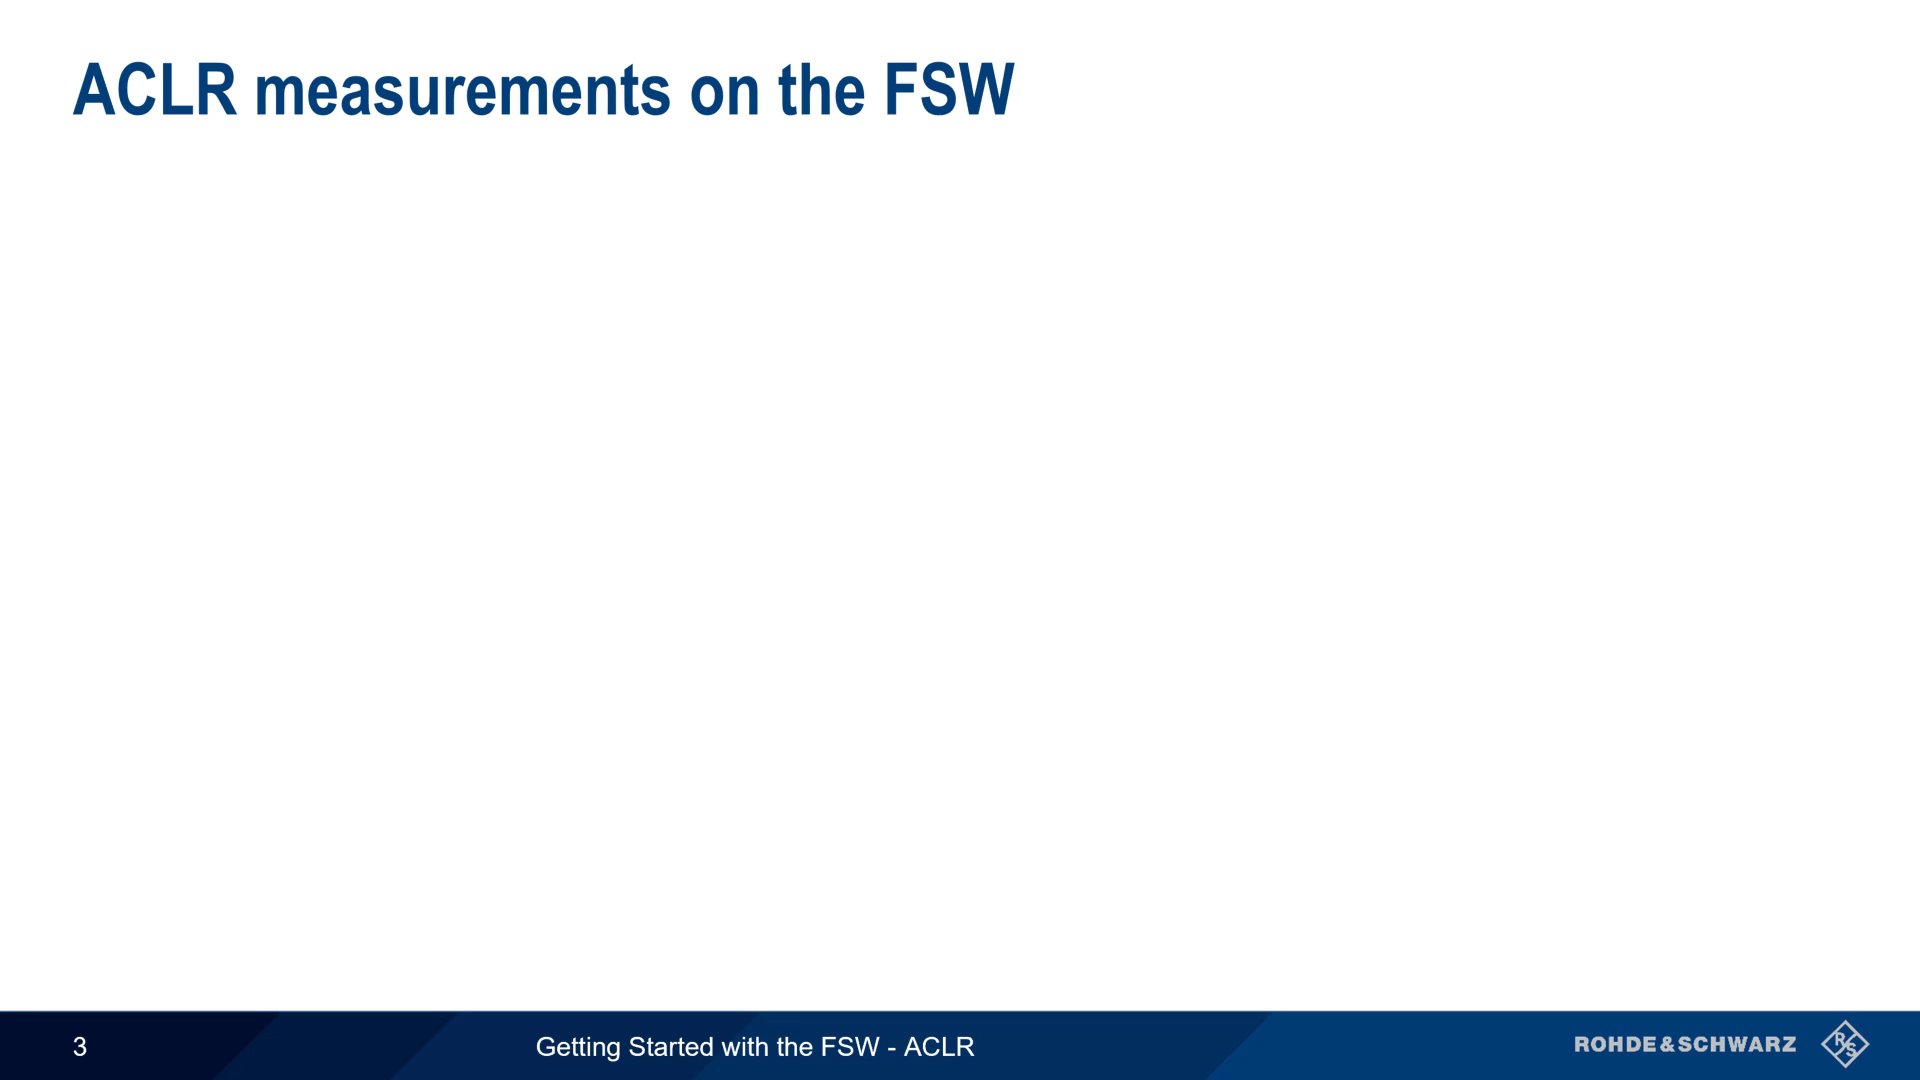 ACLR measurements on the FSW
3
Getting Started with the FSW - ACLR
ROHDE&SCHWARZ
R
S